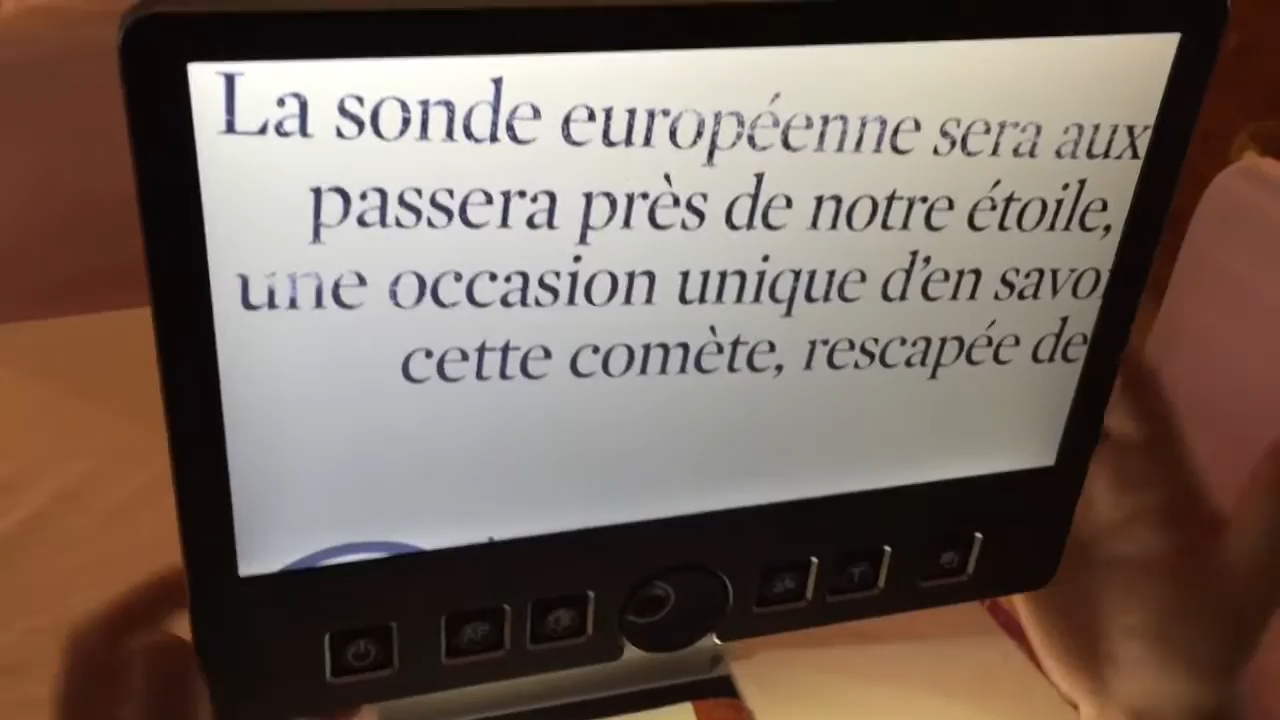 La sonde européenne sera aux
passera près de notre étoile,
une occasion unique d'en savo
cette comète, rescapée de
AF
T